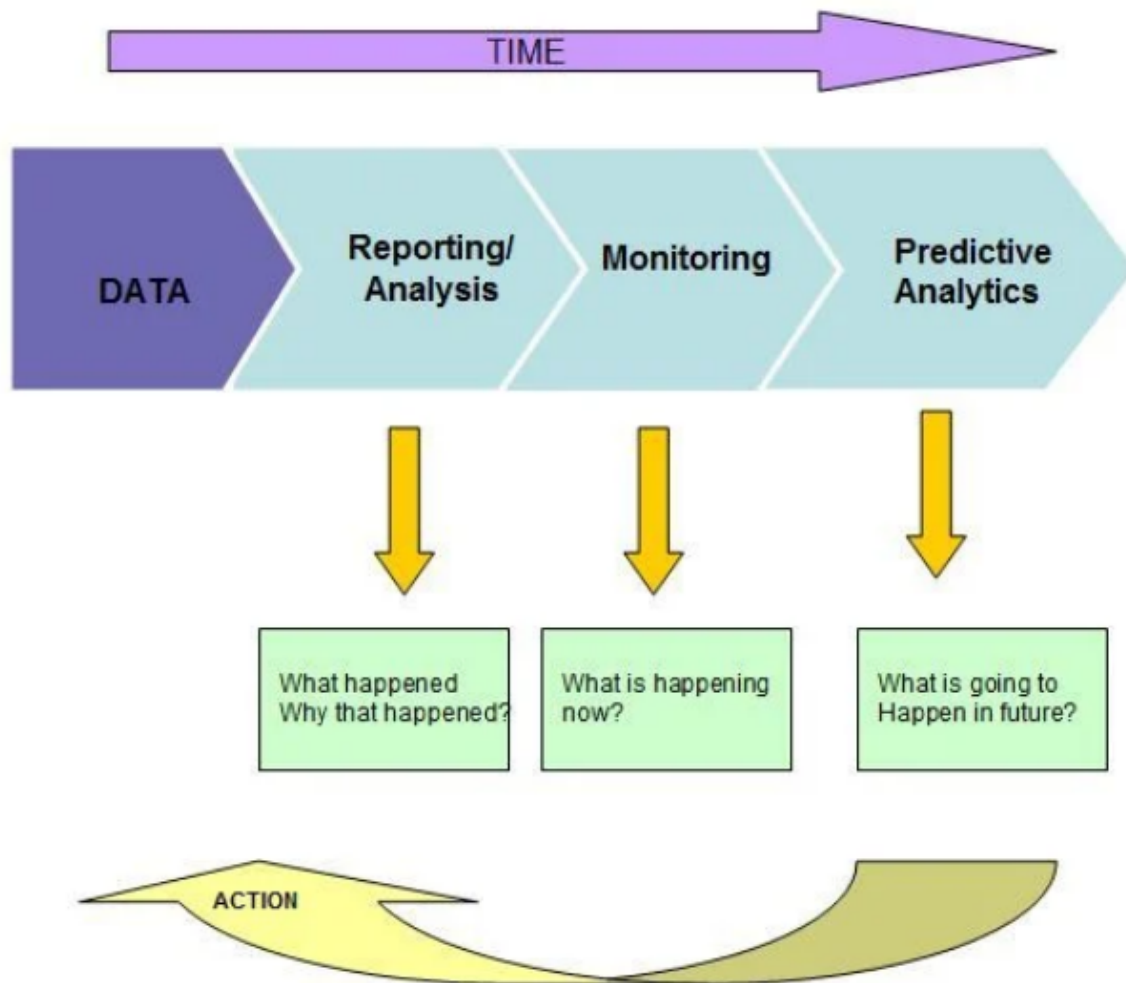 TIME
DATA
Reporting/
Analysis
Monitoring
Predictive
Analytics
What happened
Why that happened?
What is happening
now?
What is going to
Happen in future?
ACTION